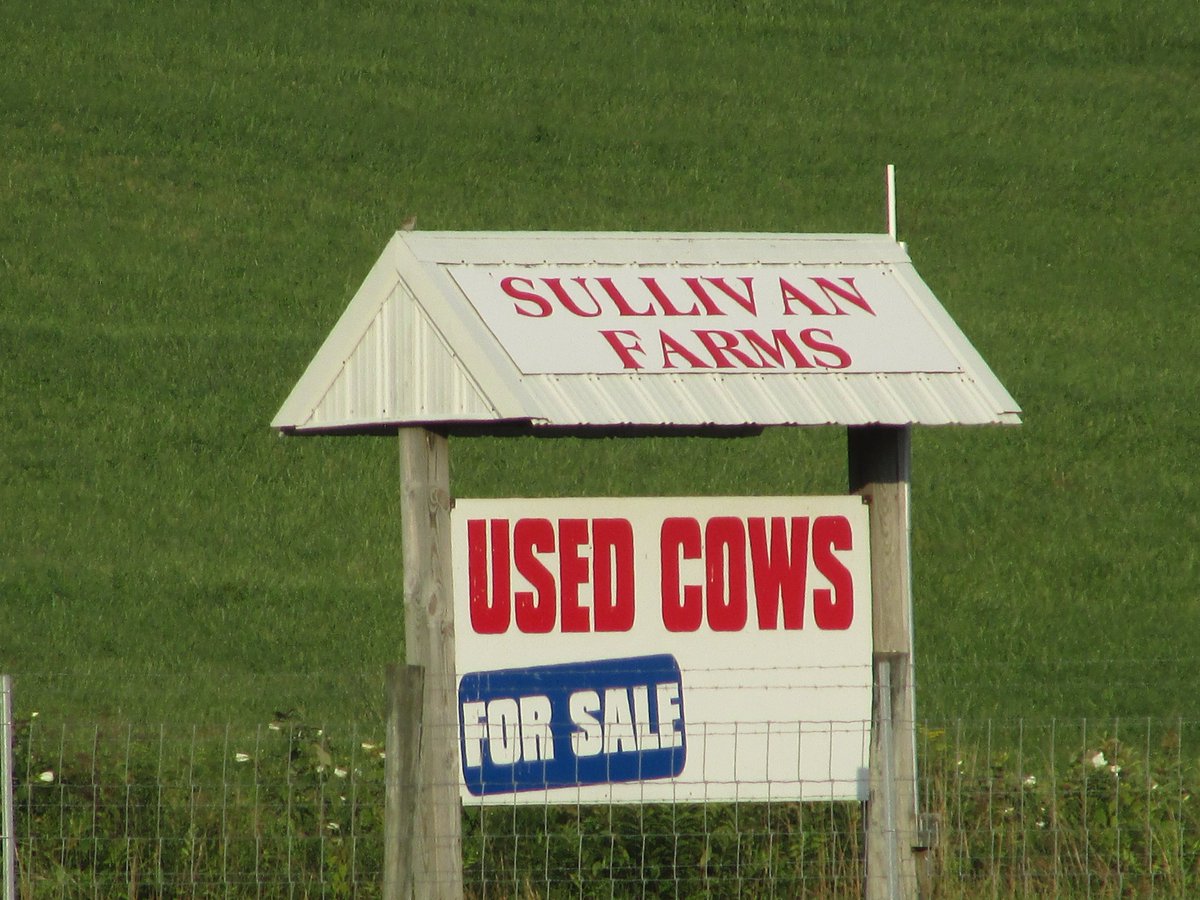 SULLIVAN
FARMS
USED COWS
FOR SALE